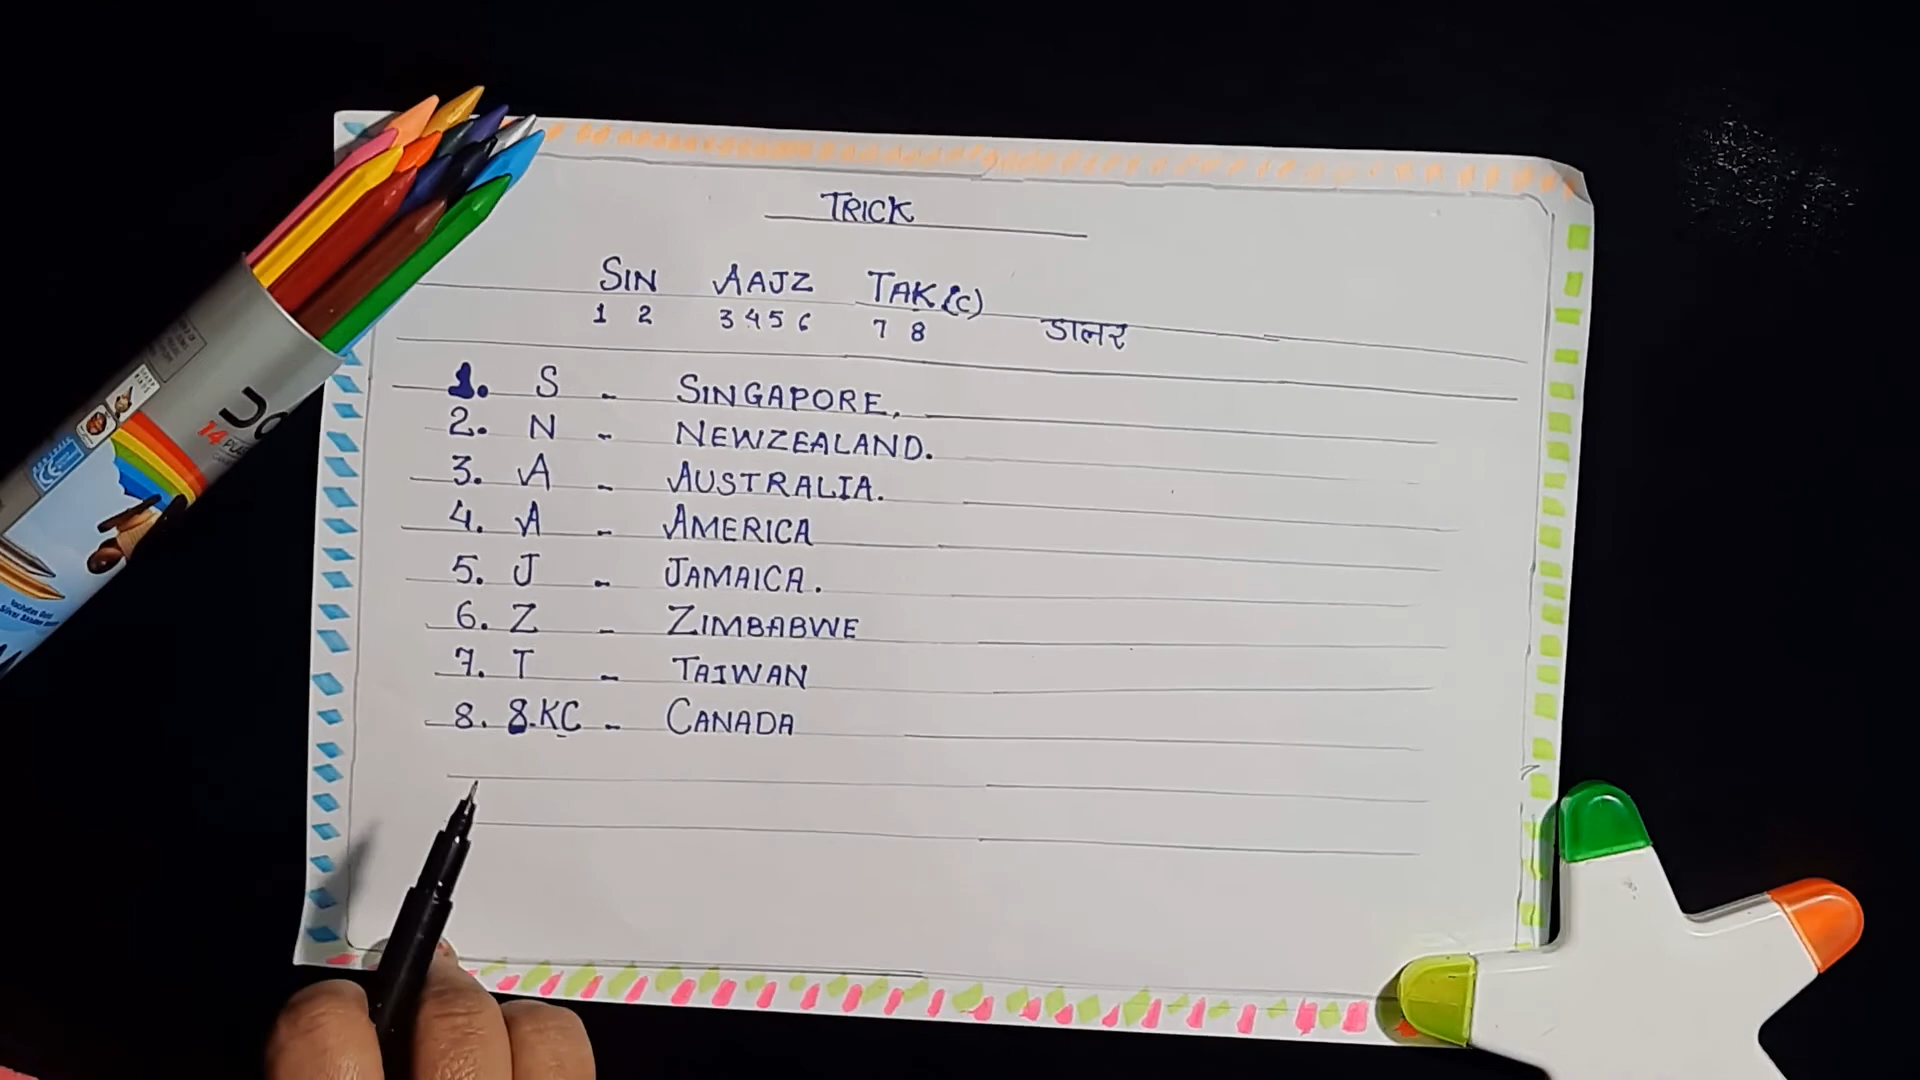 TRICK
SIN AAJZ TAK(C)
1 2 3 4 5 6 7 8 डालर
1. S - SINGAPORE,
2. N - NEWZEALAND.
3. A - AUSTRALIA.
4. A - AMERICA
5. J - JAMAICA.
6. Z - ZIMBABWE
7. T - TAIWAN
8. 8.KC - CANADA
14